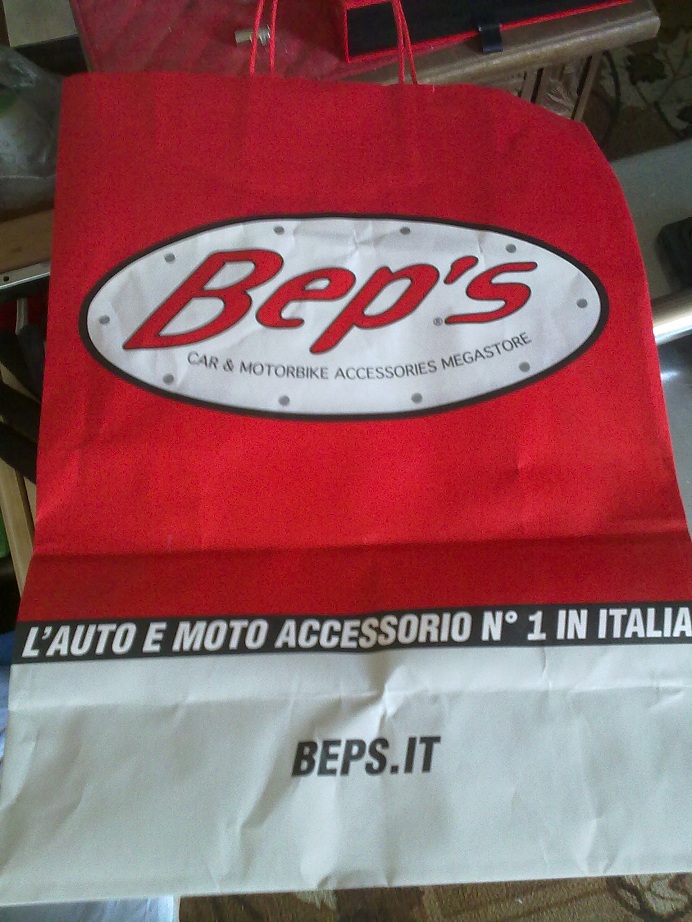 Bep's®
CAR & MOTORBIKE ACCESSORIES MEGASTORE
L'AUTO E MOTO ACCESSORIO N° 1 IN ITALIA
BEPS.IT